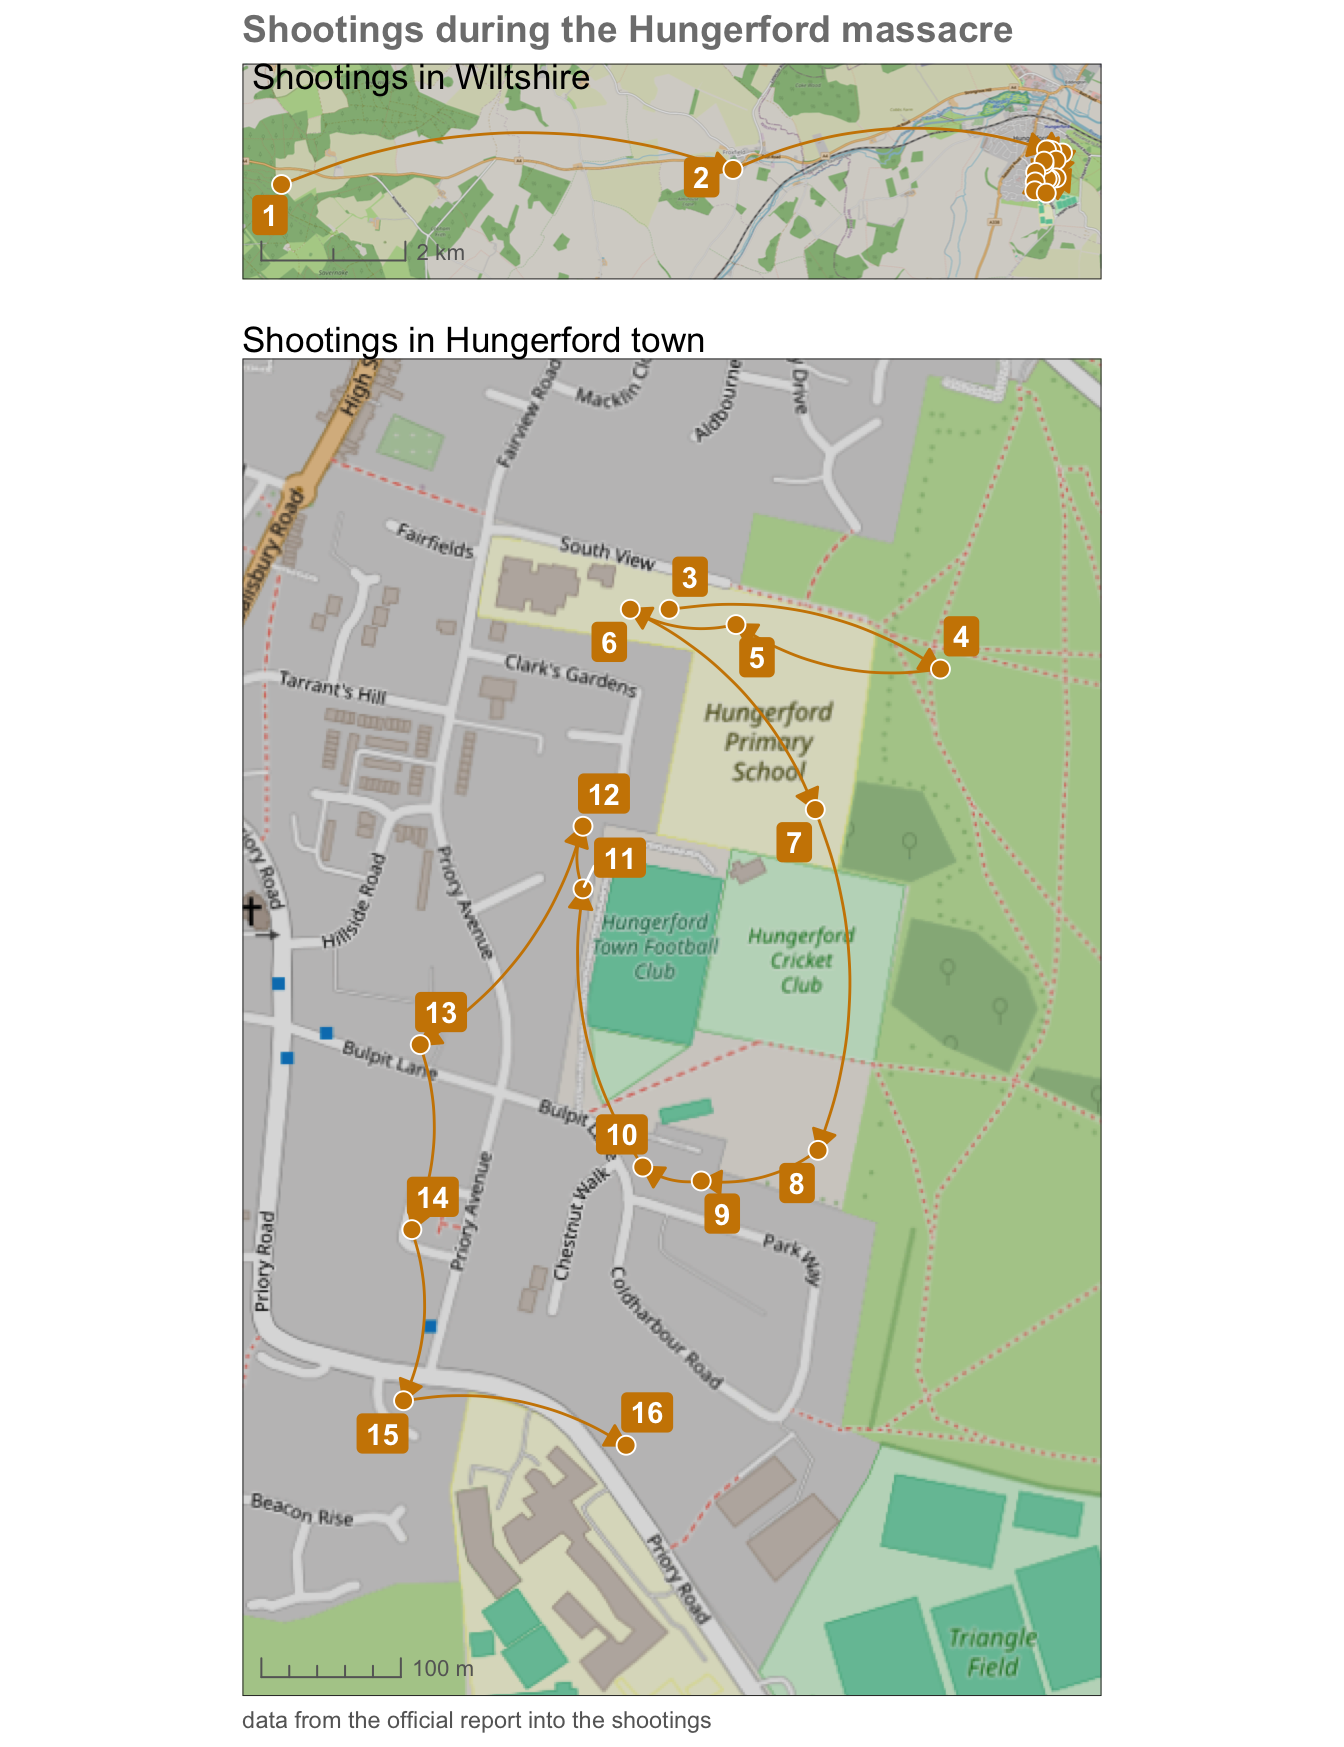 Shootings during the Hungerford massacre
Shootings in Wiltshire
1
2
2 km
Shootings in Hungerford town
High S
Fairview Road
Macklin Clo
Aldbourne
Drive
alisbury Road
Fairfields
South View
3
4
5
6
Clark's Gardens
Tarrant's Hill
Hungerford
Primary
School
12
7
11
iory Road
Hillside Road
Priory Avenue
Hungerford
Town Football
Club
Hungerford
Cricket
Club
13
Bulpit Lane
Bulpit L
10
8
14
9
Priory Road
Priory Avenue
Chestnut Walk
Park Way
Coldharbour Road
16
15
Beacon Rise
Priory Road
Triangle
Field
100 m
data from the official report into the shootings